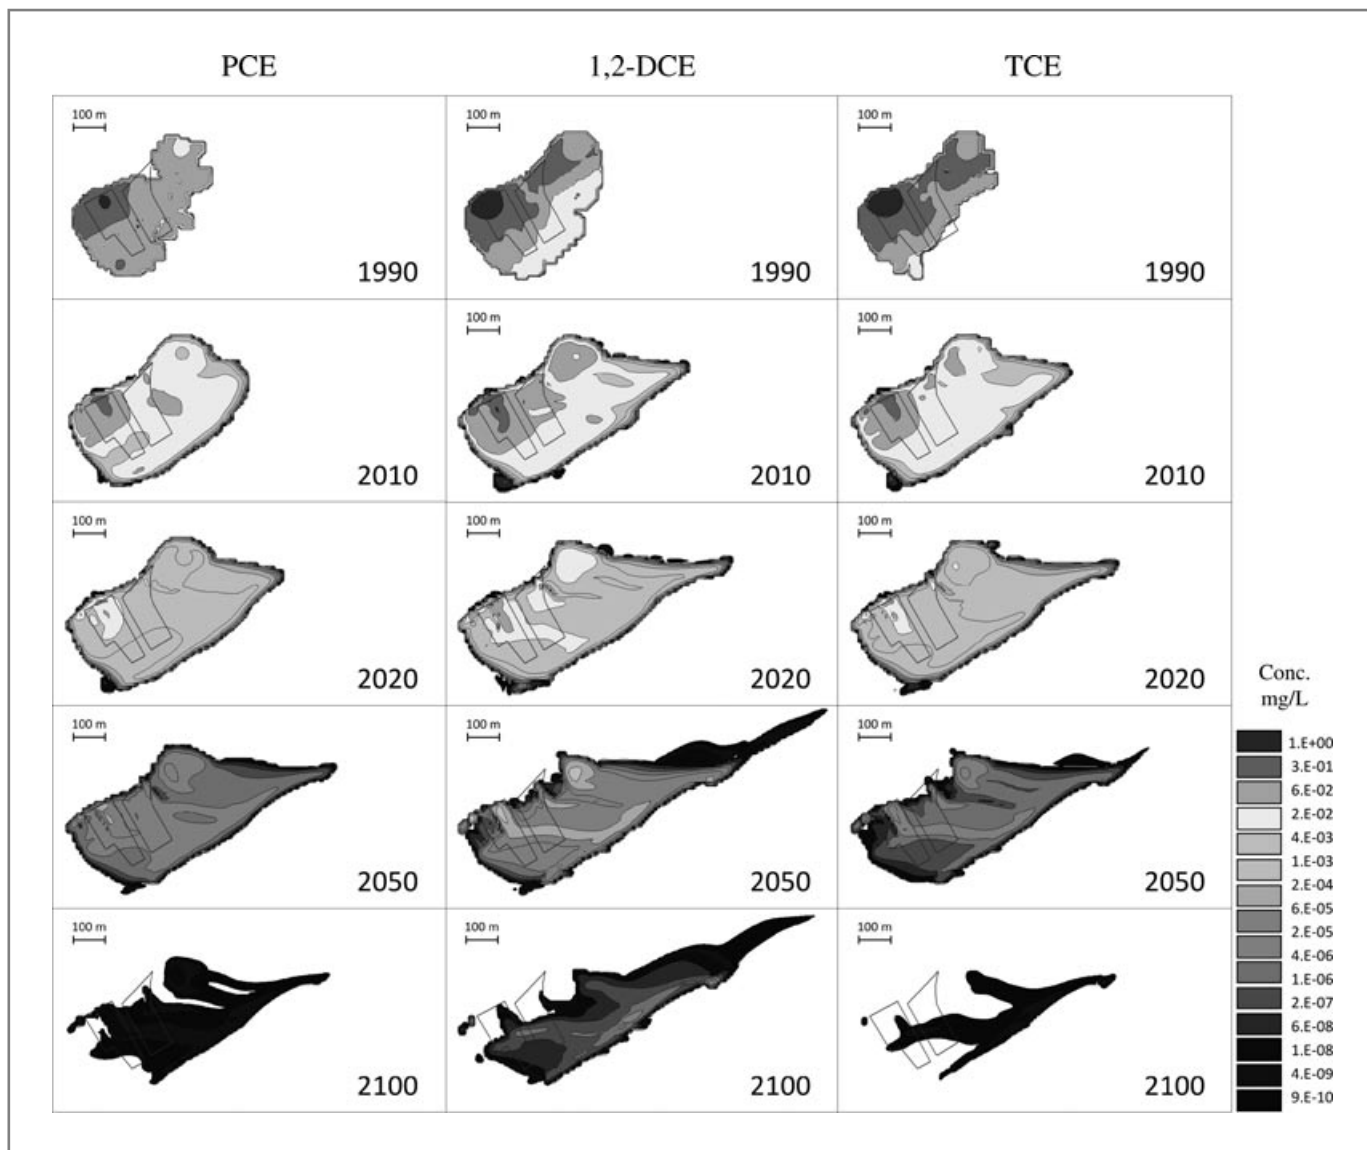 PCE 1,2-DCE TCE
100 m 100 m 100 m
1990 1990 1990
100 m 100 m 100 m
2010 2010 2010
100 m 100 m 100 m
2020 2020 2020
100 m 100 m 100 m
2050 2050 2050
100 m 100 m 100 m
2100 2100 2100
Conc.
mg/L
1.E+00
3.E-01
6.E-02
2.E-02
4.E-03
1.E-03
2.E-04
6.E-05
2.E-05
4.E-06
1.E-06
2.E-07
6.E-08
1.E-08
4.E-09
9.E-10